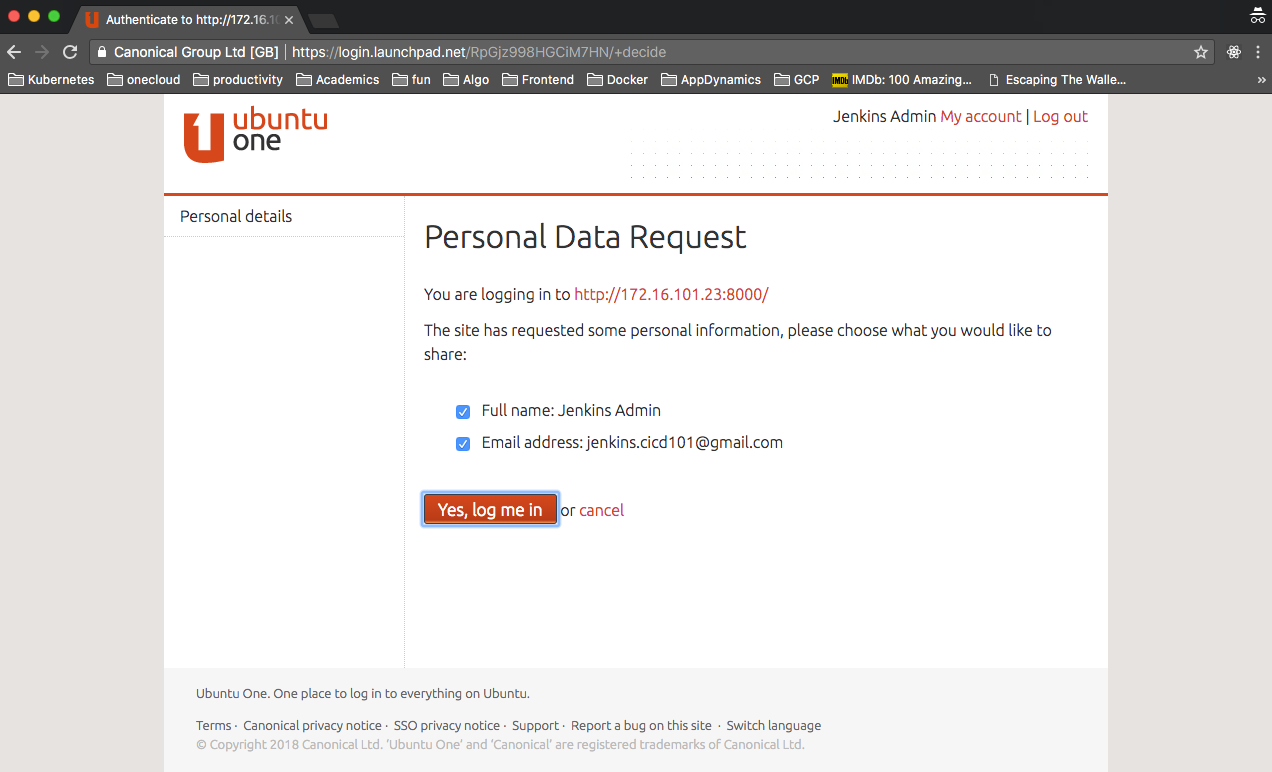 Authenticate to http://172.16.10
Canonical Group Ltd [GB] | https://login.launchpad.net/RpGjz998HGCiM7HN/+decide
Kubernetes onecloud productivity Academics fun Algo Frontend Docker AppDynamics GCP IMDb IMDb: 100 Amazing... Escaping The Walle... »
ubuntu
one
Jenkins Admin My account | Log out
Personal details
Personal Data Request
You are logging in to http://172.16.101.23:8000/
The site has requested some personal information, please choose what you would like to
share:
Full name: Jenkins Admin
Email address: jenkins.cicd101@gmail.com
Yes, log me in or cancel
Ubuntu One. One place to log in to everything on Ubuntu.
Terms · Canonical privacy notice · SSO privacy notice · Support · Report a bug on this site · Switch language
© Copyright 2018 Canonical Ltd. ‘Ubuntu One’ and ‘Canonical’ are registered trademarks of Canonical Ltd.